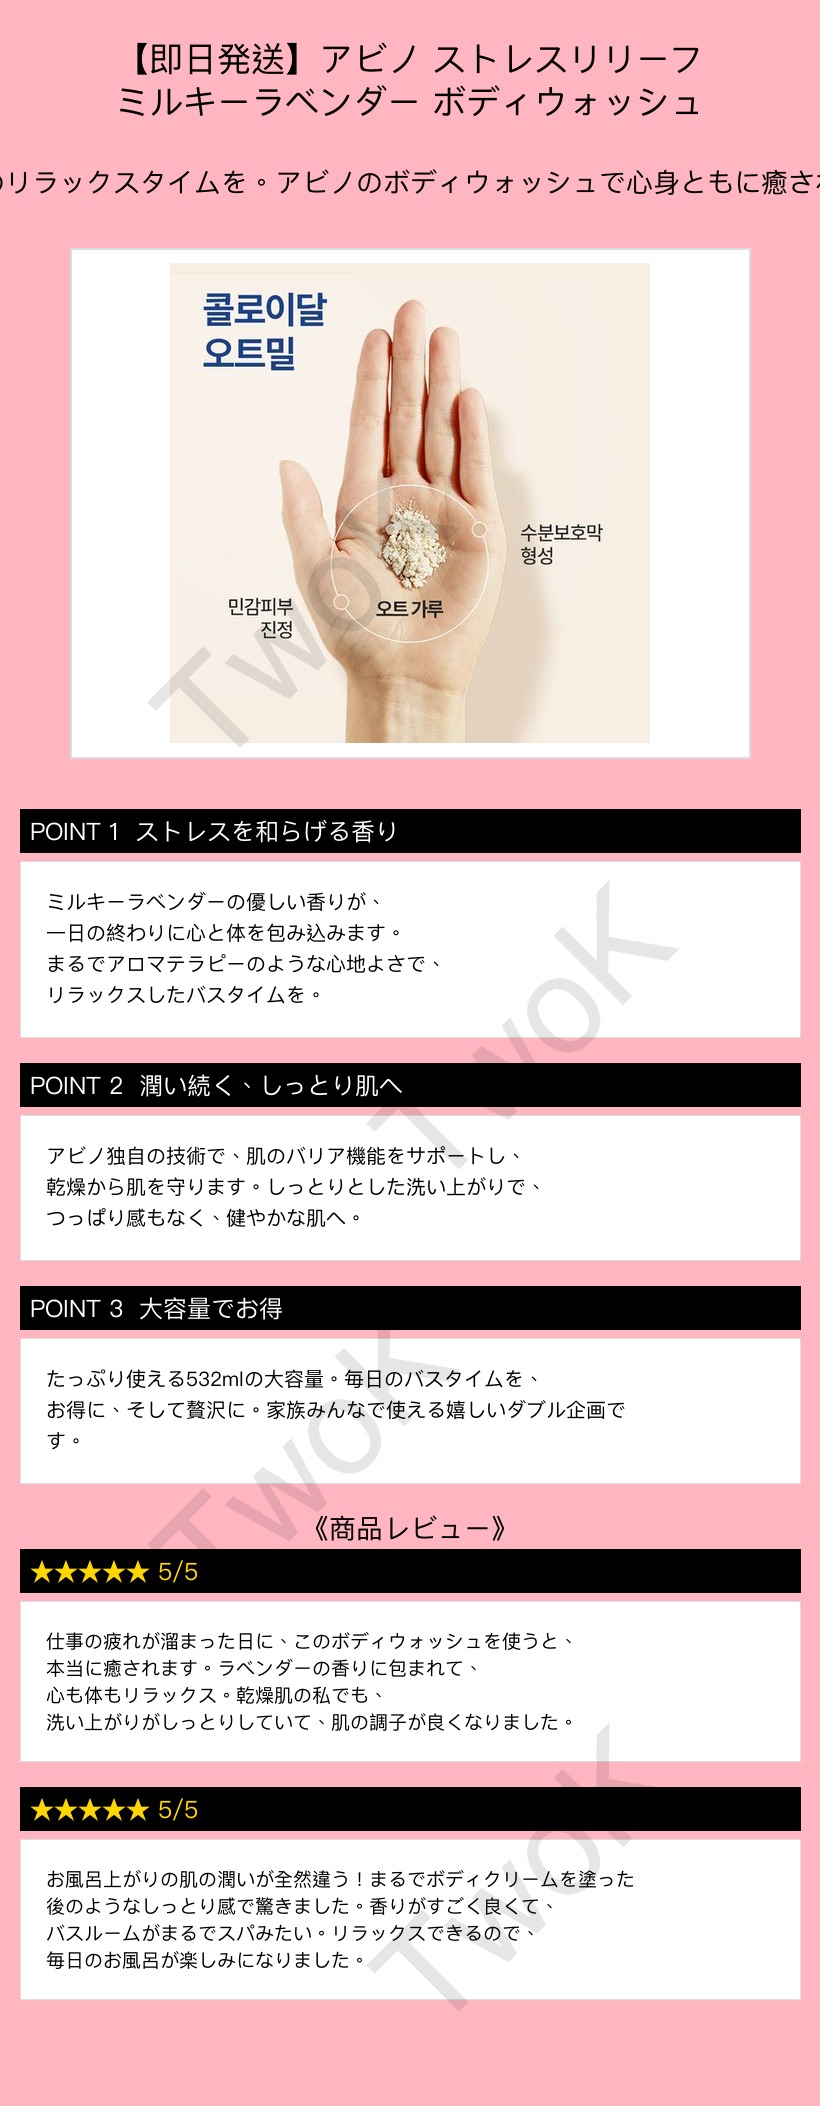 【即日発送】アビノ ストレスリリーフ
ミルキーラベンダー ボディウォッシュ
リラックスタイムを。アビノのボディウォッシュで心身ともに癒さ
콜로이달
오트밀
수분보호막
형성
민감피부
진정
오트 가루
TwoK
POINT 1 ストレスを和らげる香り
ミルキーラベンダーの優しい香りが、
一日の終わりに心と体を包み込みます。
まるでアロマテラピーのような心地よさで、
リラックスしたバスタイムを。
TwoK
POINT 2 潤い続く、しっとり肌へ
アビノ独自の技術で、肌のバリア機能をサポートし、
乾燥から肌を守ります。しっとりとした洗い上がりで、
つっぱり感もなく、健やかな肌へ。
POINT 3 大容量でお得
たっぷり使える532mlの大容量。毎日のバスタイムを、
お得に、そして贅沢に。家族みんなで使える嬉しいダブル企画で
す。
TwoK
《商品レビュー》
★★★★★ 5/5
仕事の疲れが溜まった日に、このボディウォッシュを使うと、
本当に癒されます。ラベンダーの香りに包まれて、
心も体もリラックス。乾燥肌の私でも、
洗い上がりがしっとりしていて、肌の調子が良くなりました。
★★★★★ 5/5
お風呂上がりの肌の潤いが全然違う！まるでボディクリームを塗った
後のようなしっとり感で驚きました。香りがすごく良くて、
バスルームがまるでスパみたい。リラックスできるので、
毎日のお風呂が楽しみになりました。
TwoK